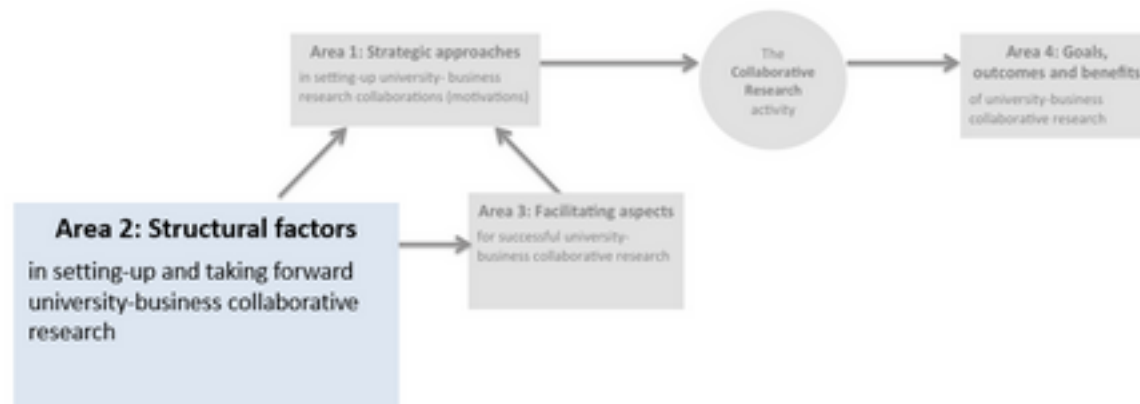 Area 1: Strategic approaches
in setting-up university- business
research collaborations (motivations)
The
Collaborative
Research
activity
Area 4: Goals,
outcomes and benefits
of university-business
collaborative research
Area 2: Structural factors
in setting-up and taking forward
university-business collaborative
research
Area 3: Facilitating aspects
for successful university-
business collaborative research